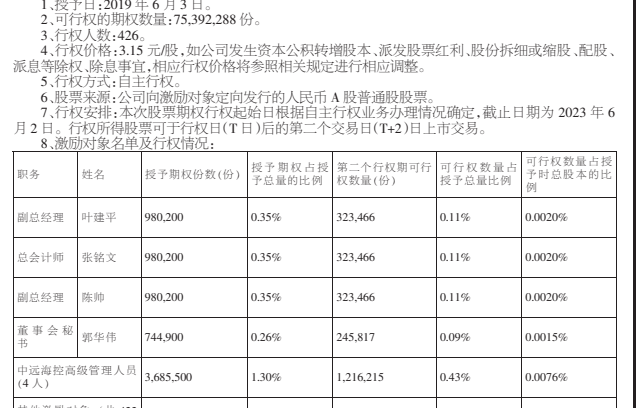 1、授予日：2019 年 6 月 3 日。
2、可行权的期权数量：75,392,288 份。
3、行权人数：426。
4、行权价格：3.15 元/股，如公司发生资本公积转增股本、派发股票红利、股份拆细或缩股、配股、
派息等除权、除息事宜，相应行权价格将参照相关规定进行相应调整。
5、行权方式：自主行权。
6、股票来源：公司向激励对象定向发行的人民币 A 股普通股股票。
7、行权安排：本次股票期权行权起始日根据自主行权业务办理情况确定，截止日期为 2023 年 6
月 2 日。行权所得股票可于行权日(T 日)后的第二个交易日(T+2)日上市交易。
8、激励对象名单及行权情况：
职务 姓名 授予期权份数(份) 授予期权占授 第二个行权期可行 可行权数量占 可行权数量占授
予总量的比例 权数量(份) 授予总量比例 予时总股本的比
例
副总经理 叶建平 980,200 0.35% 323,466 0.11% 0.0020%
总会计师 张铭文 980,200 0.35% 323,466 0.11% 0.0020%
副总经理 陈帅 980,200 0.35% 323,466 0.11% 0.0020%
董事会秘 郭华伟 744,900 0.26% 245,817 0.09% 0.0015%
书
中远海控高级管理人员 3,685,500 1.30% 1,216,215 0.43% 0.0076%
(4 人)